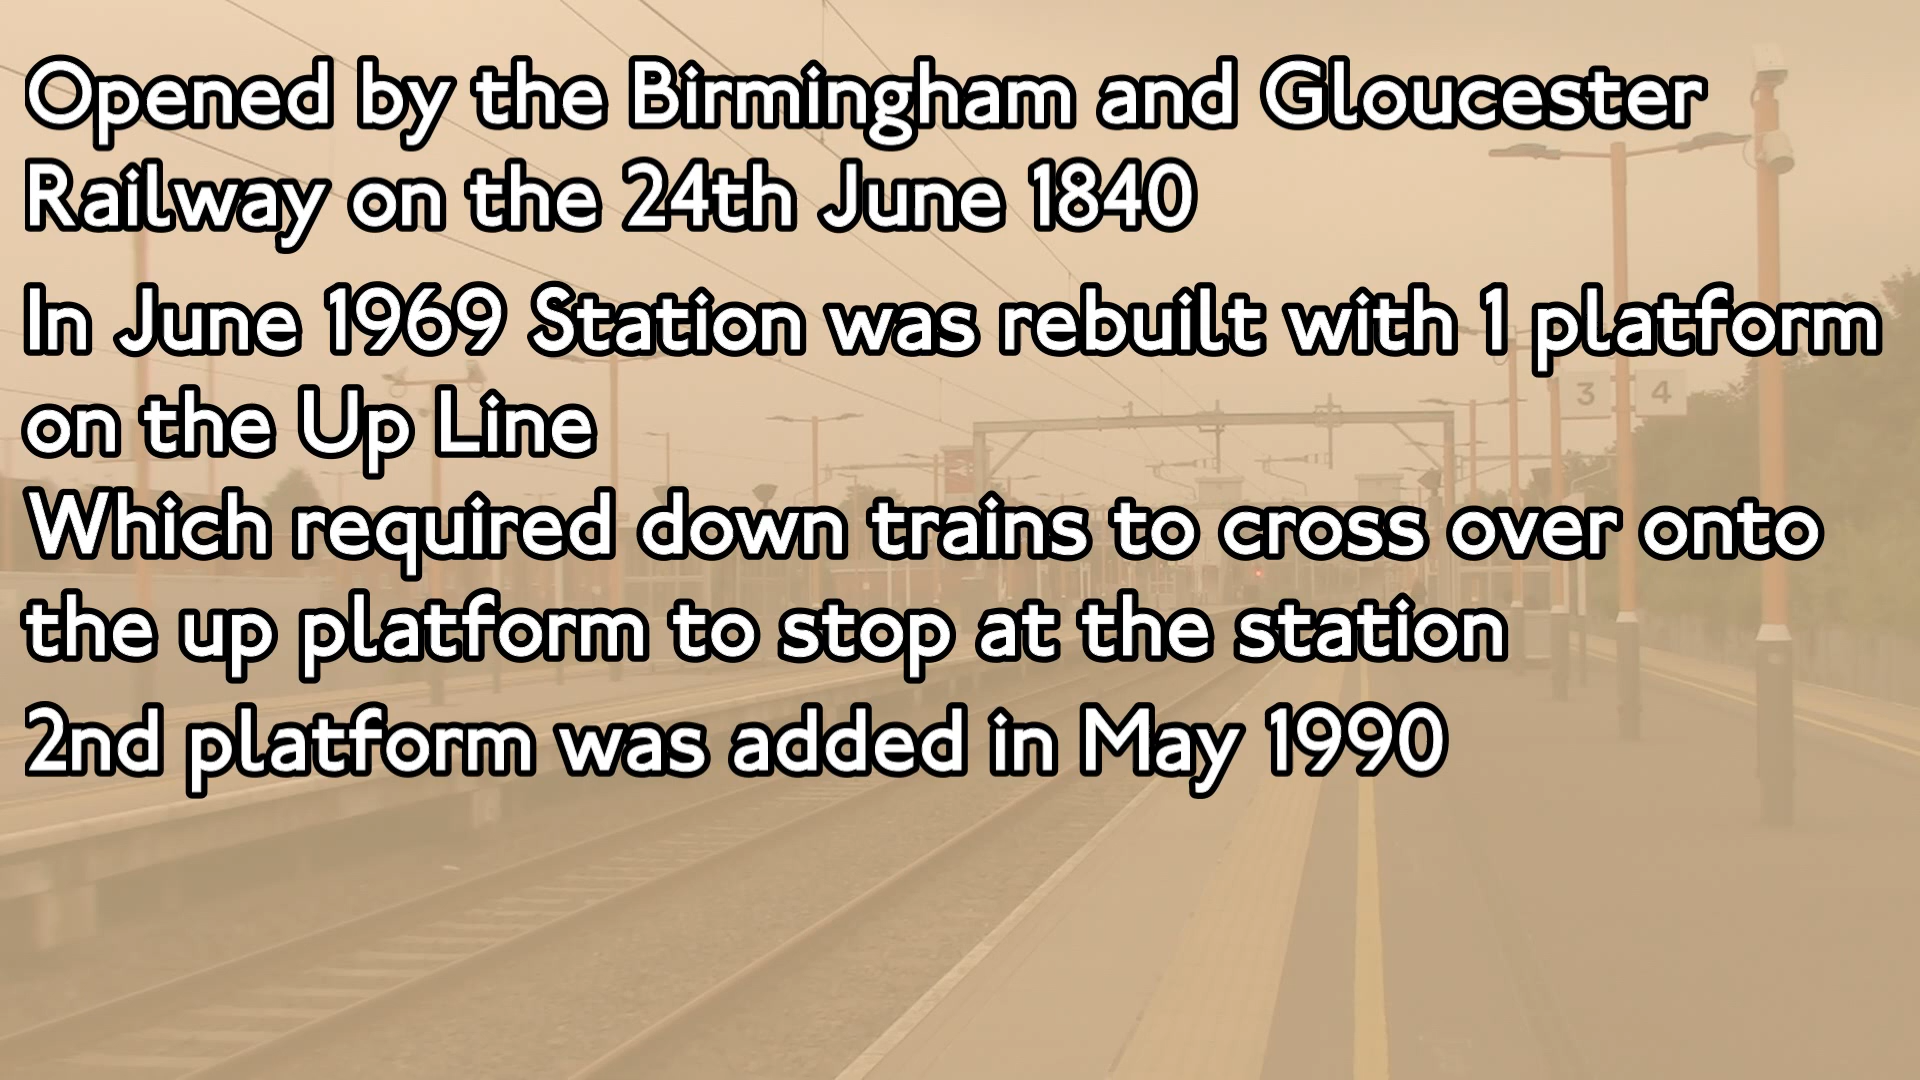 Opened by the Birmingham and Gloucester
Railway on the 24th June 1840
In June 1969 Station was rebuilt with 1 platform
on the Up Line
Which required down trains to cross over onto
the up platform to stop at the station
2nd platform was added in May 1990
3 4